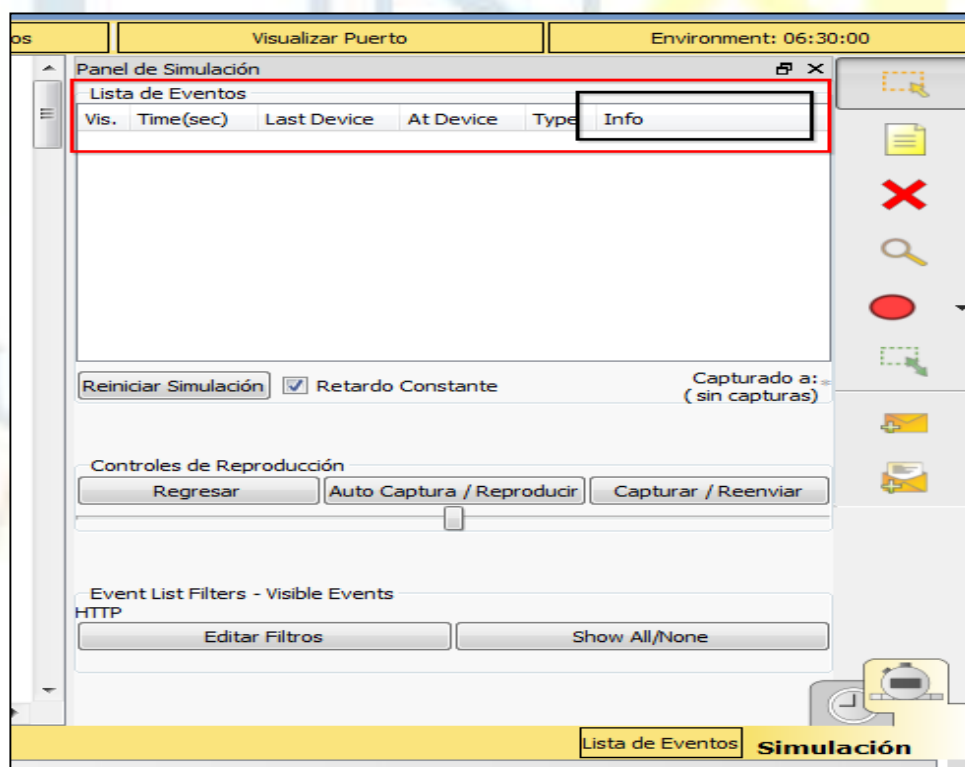 os Visualizar Puerto Environment: 06:30:00
Panel de Simulación
Lista de Eventos
Vis. Time(sec) Last Device At Device Type Info
Reiniciar Simulación Retardo Constante Capturado a:*
( sin capturas)
Controles de Reproducción
Regresar Auto Captura / Reproducir Capturar / Reenviar
Event List Filters - Visible Events
HTTP
Editar Filtros Show All/None
Lista de Eventos Simulación